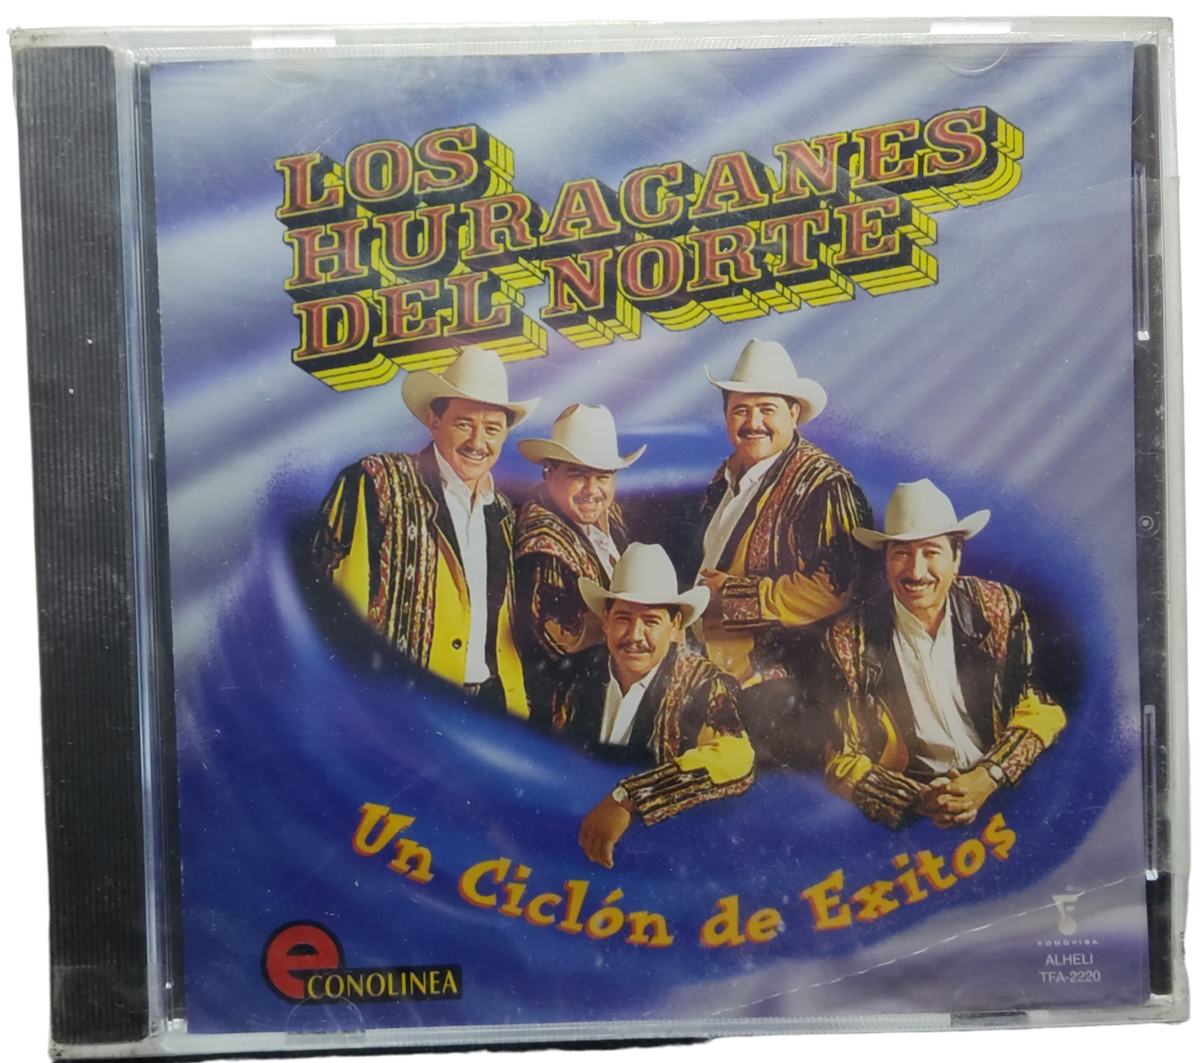 LOS
HURACANES
DEL NORTE
Un Ciclón de Exitos
eCONOLINEA
FONOVISA
ALHELI
TFA-2220